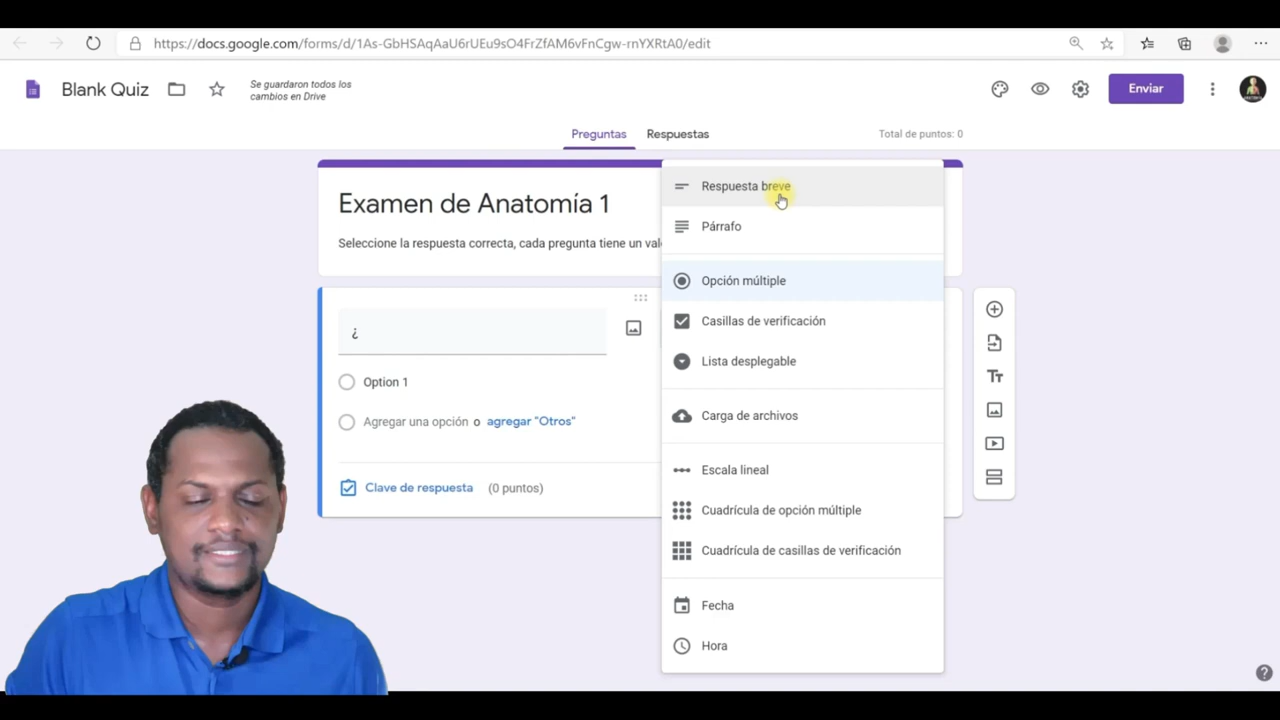 https://docs.google.com/forms/d/1As-GbHSAqAaU6rUEu9sO4FrZfAM6vFnCgw-rnYXRtA0/edit
Blank Quiz
Se guardaron todos los
cambios en Drive
Enviar
Preguntas
Respuestas
Total de puntos: 0
Examen de Anatomía 1
Seleccione la respuesta correcta, cada pregunta tiene un val
¿
Option 1
Agregar una opción o agregar "Otros"
Clave de respuesta (0 puntos)
Respuesta breve
Párrafo
Opción múltiple
Casillas de verificación
Lista desplegable
Carga de archivos
Escala lineal
Cuadrícula de opción múltiple
Cuadrícula de casillas de verificación
Fecha
Hora
Tт